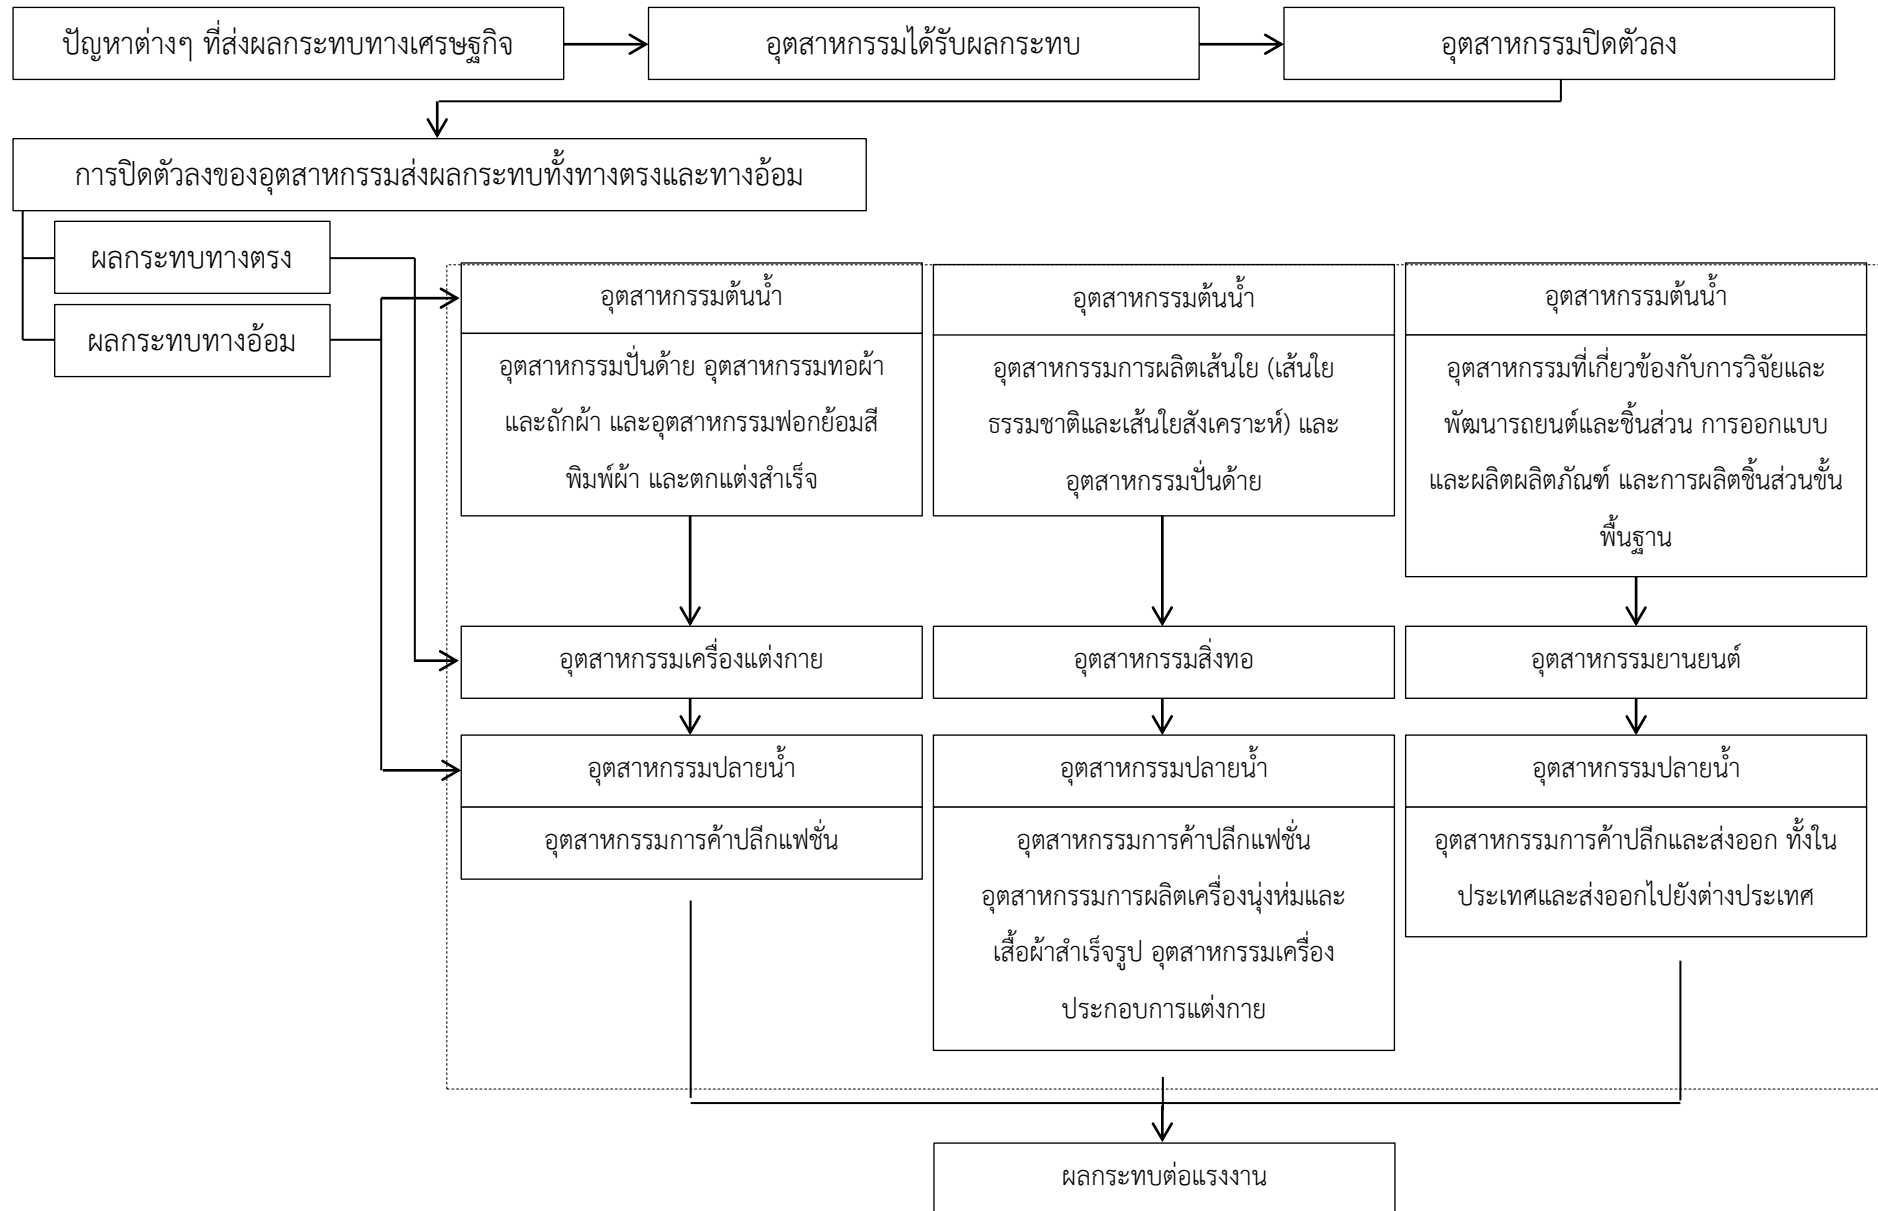 ปัญหาต่างๆ ที่ส่งผลกระทบทางเศรษฐกิจ
อุตสาหกรรมได้รับผลกระทบ
อุตสาหกรรมปิดตัวลง
การปิดตัวลงของอุตสาหกรรมส่งผลกระทบทั้งทางตรงและทางอ้อม
ผลกระทบทางตรง
ผลกระทบทางอ้อม
อุตสาหกรรมต้นน้ำ
อุตสาหกรรมปั่นด้าย อุตสาหกรรมทอผ้า
และถักผ้า และอุตสาหกรรมฟอกย้อมสี
พิมพ์ผ้า และตกแต่งสำเร็จ
อุตสาหกรรมต้นน้ำ
อุตสาหกรรมการผลิตเส้นใย (เส้นใย
ธรรมชาติและเส้นใยสังเคราะห์) และ
อุตสาหกรรมปั่นด้าย
อุตสาหกรรมต้นน้ำ
อุตสาหกรรมที่เกี่ยวข้องกับการวิจัยและ
พัฒนารถยนต์และชิ้นส่วน การออกแบบ
และผลิตผลิตภัณฑ์ และการผลิตชิ้นส่วนขั้น
พื้นฐาน
อุตสาหกรรมเครื่องแต่งกาย
อุตสาหกรรมสิ่งทอ
อุตสาหกรรมยานยนต์
อุตสาหกรรมปลายน้ำ
อุตสาหกรรมการค้าปลีกแฟชั่น
อุตสาหกรรมปลายน้ำ
อุตสาหกรรมการค้าปลีกแฟชั่น
อุตสาหกรรมการผลิตเครื่องนุ่งห่มและ
เสื้อผ้าสำเร็จรูป อุตสาหกรรมเครื่อง
ประกอบการแต่งกาย
อุตสาหกรรมปลายน้ำ
อุตสาหกรรมการค้าปลีกและส่งออก ทั้งใน
ประเทศและส่งออกไปยังต่างประเทศ
ผลกระทบต่อแรงงาน